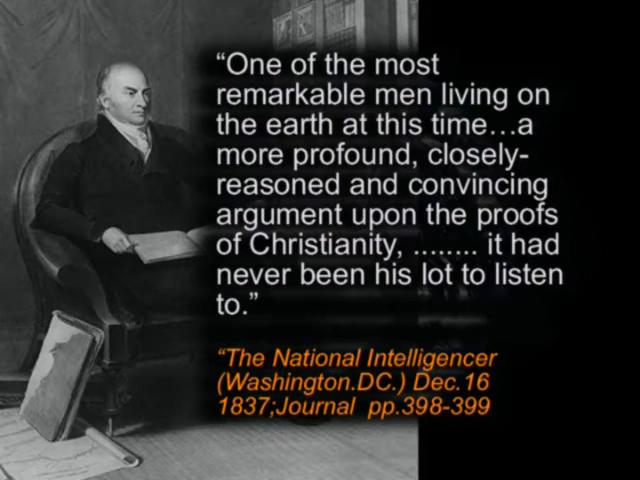 “One of the most
remarkable men living on
the earth at this time…a
more profound, closely-
reasoned and convincing
argument upon the proofs
of Christianity, ........ it had
never been his lot to listen
to.”
“The National Intelligencer
(Washington.DC.) Dec.16
1837;Journal pp.398-399